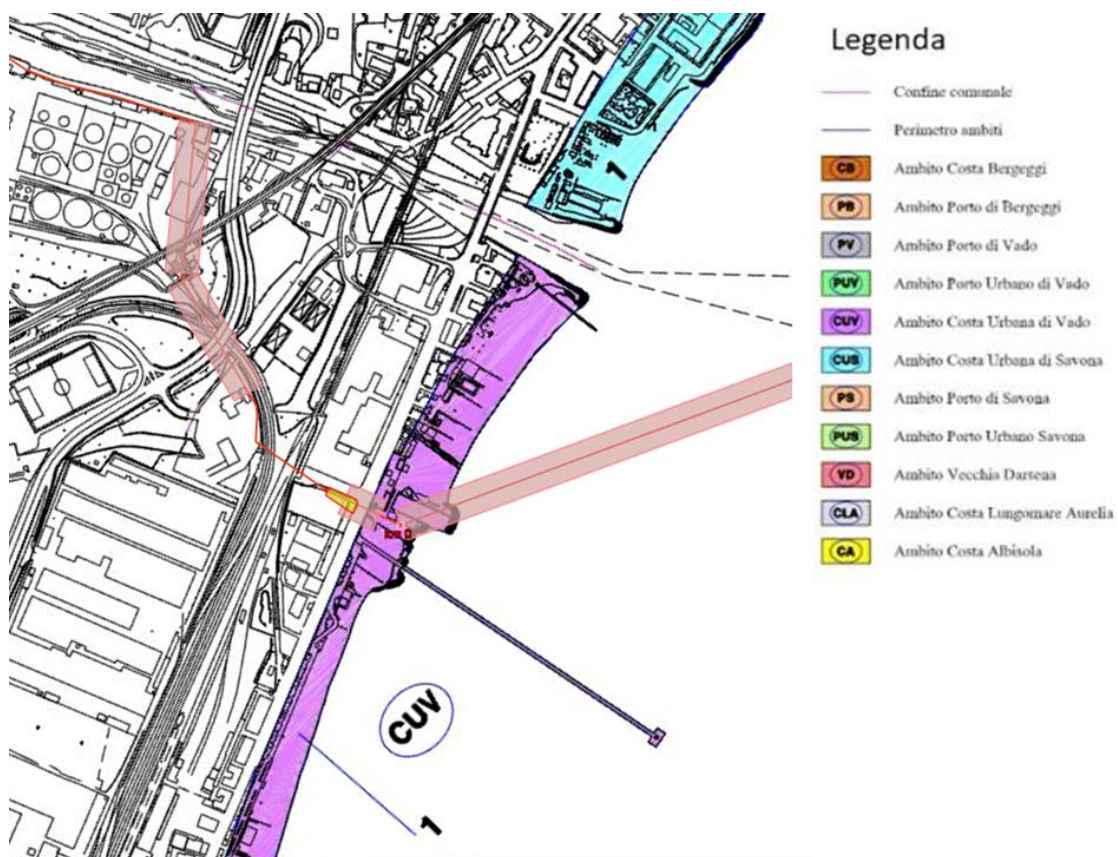 1
CUV
1
Legenda
Confine comunale
Perimetro ambiti
CB Ambito Costa Bergeggi
PB Ambito Porto di Bergeggi
PV Ambito Porto di Vado
PUV Ambito Porto Urbano di Vado
CUV Ambito Costa Urbana di Vado
CUS Ambito Costa Urbana di Savona
PS Ambito Porto di Savona
PUS Ambito Porto Urbano Savona
VD Ambito Vecchia Darsena
CLA Ambito Costa Lungomare Aurelia
CA Ambito Costa Albisola